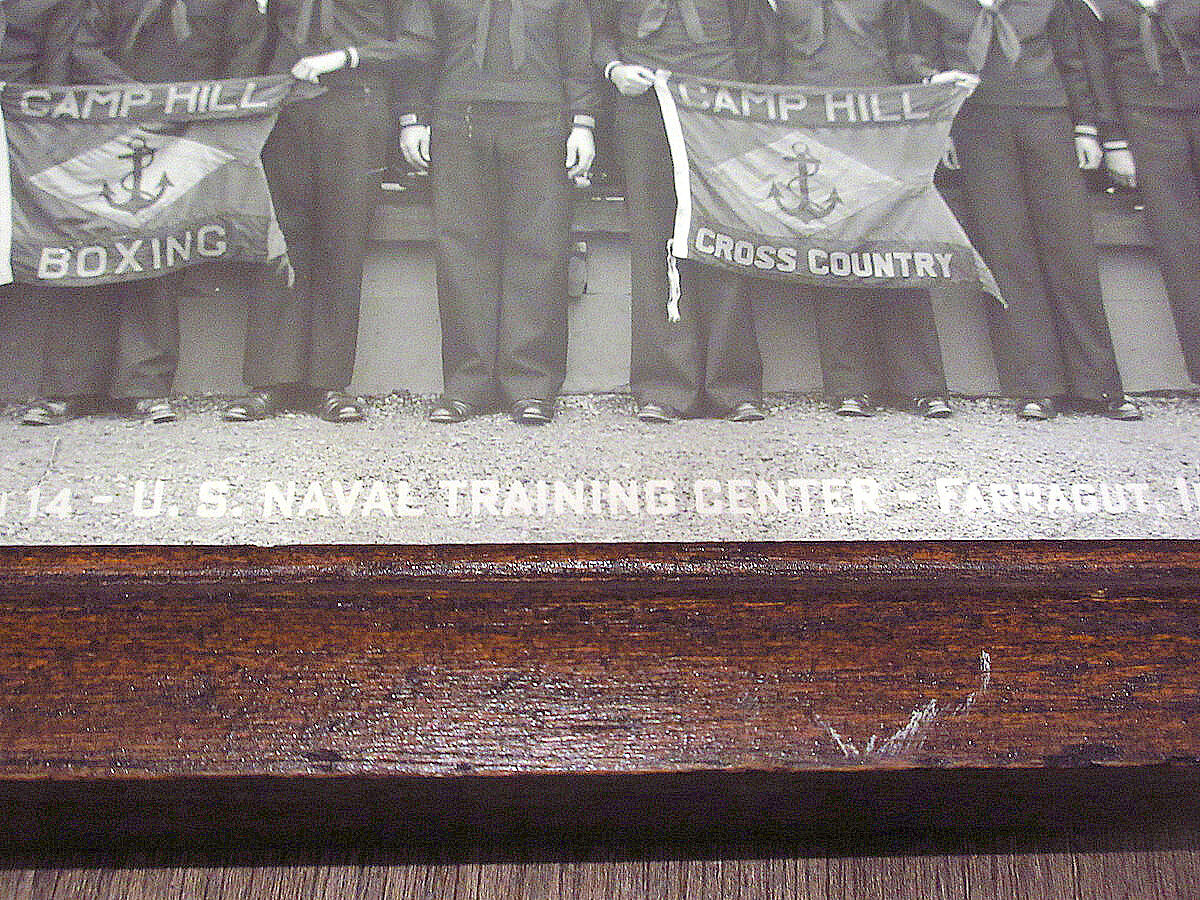 CAMP HILL
BOXING
CAMP HILL
CROSS COUNTRY
14 - U. S. NAVAL TRAINING CENTER - FARRAGUT, I